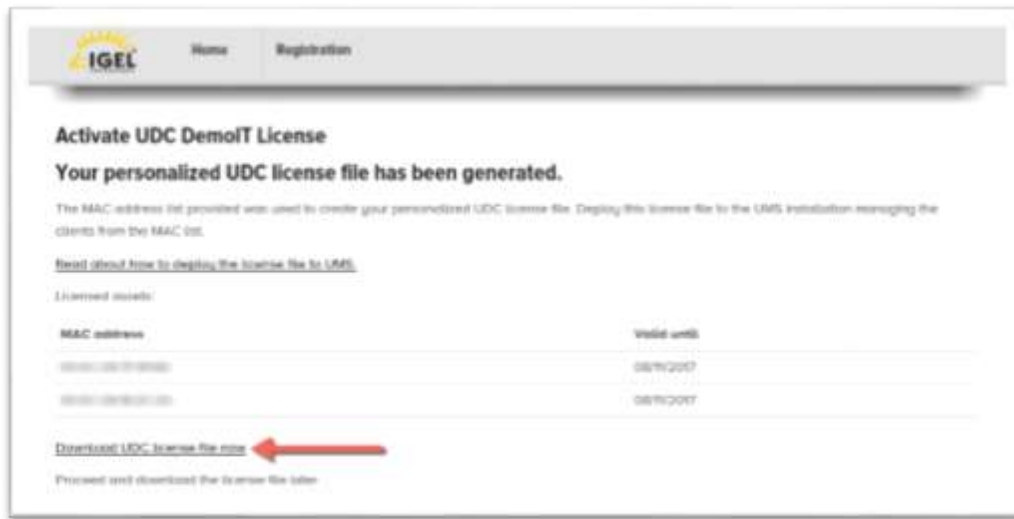 IGEL
Home
Registration
Activate UDC DemoIT License
Your personalized UDC license file has been generated.
The MAC address list provided was used to create your personalized UDC license file. Deploy this license file to the UMS installation managing the
clients from the MAC list.
Read about how to deploy the license file to UMS.
Licensed assets:
MAC address
Valid until
08/11/2017
08/11/2017
Download UDC license file now
Proceed and download the license file later